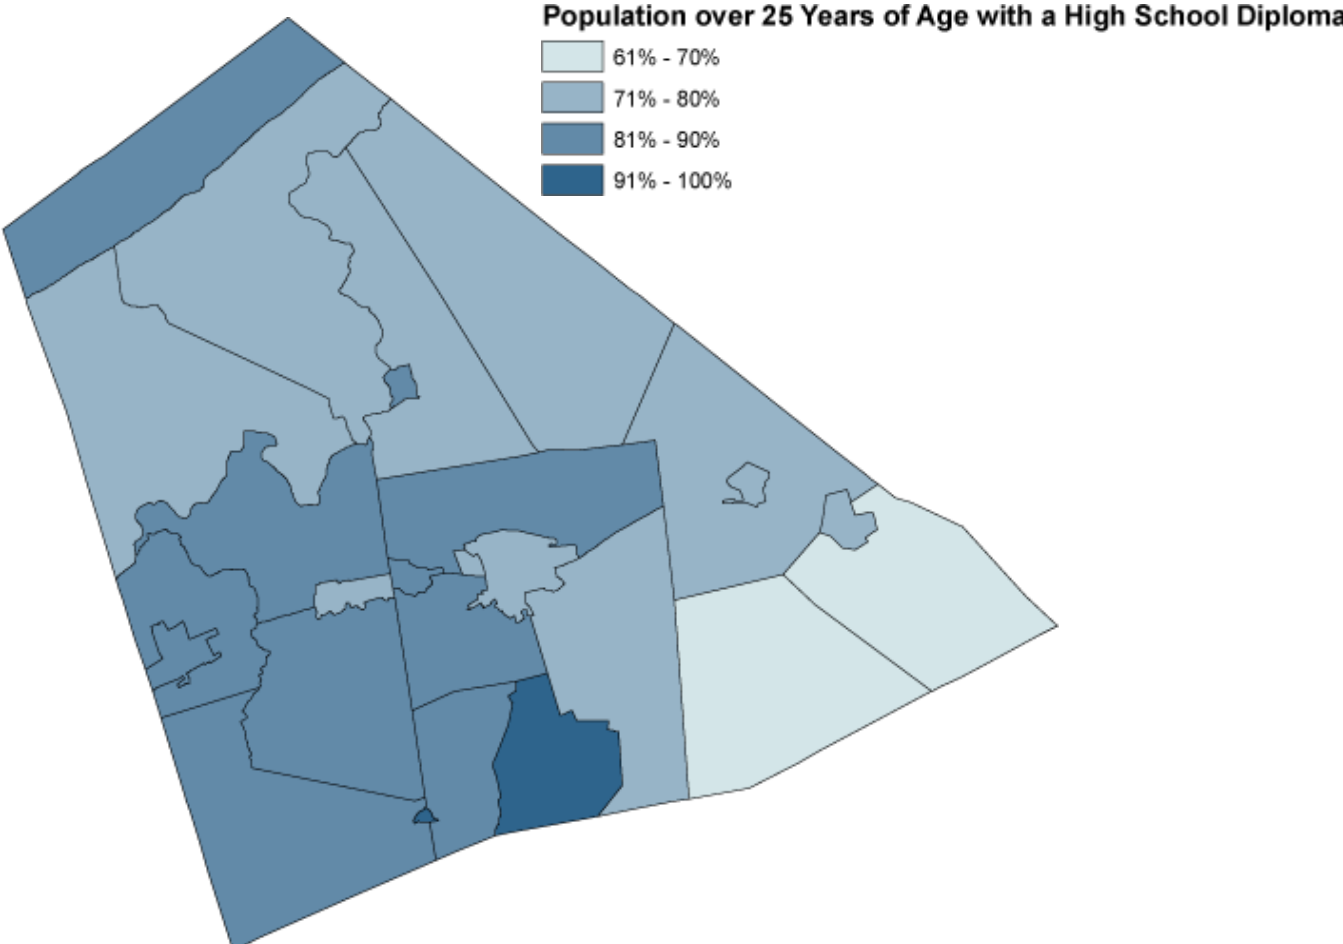 Population over 25 Years of Age with a High School Diploma
61% - 70%
71% - 80%
81% - 90%
91% - 100%